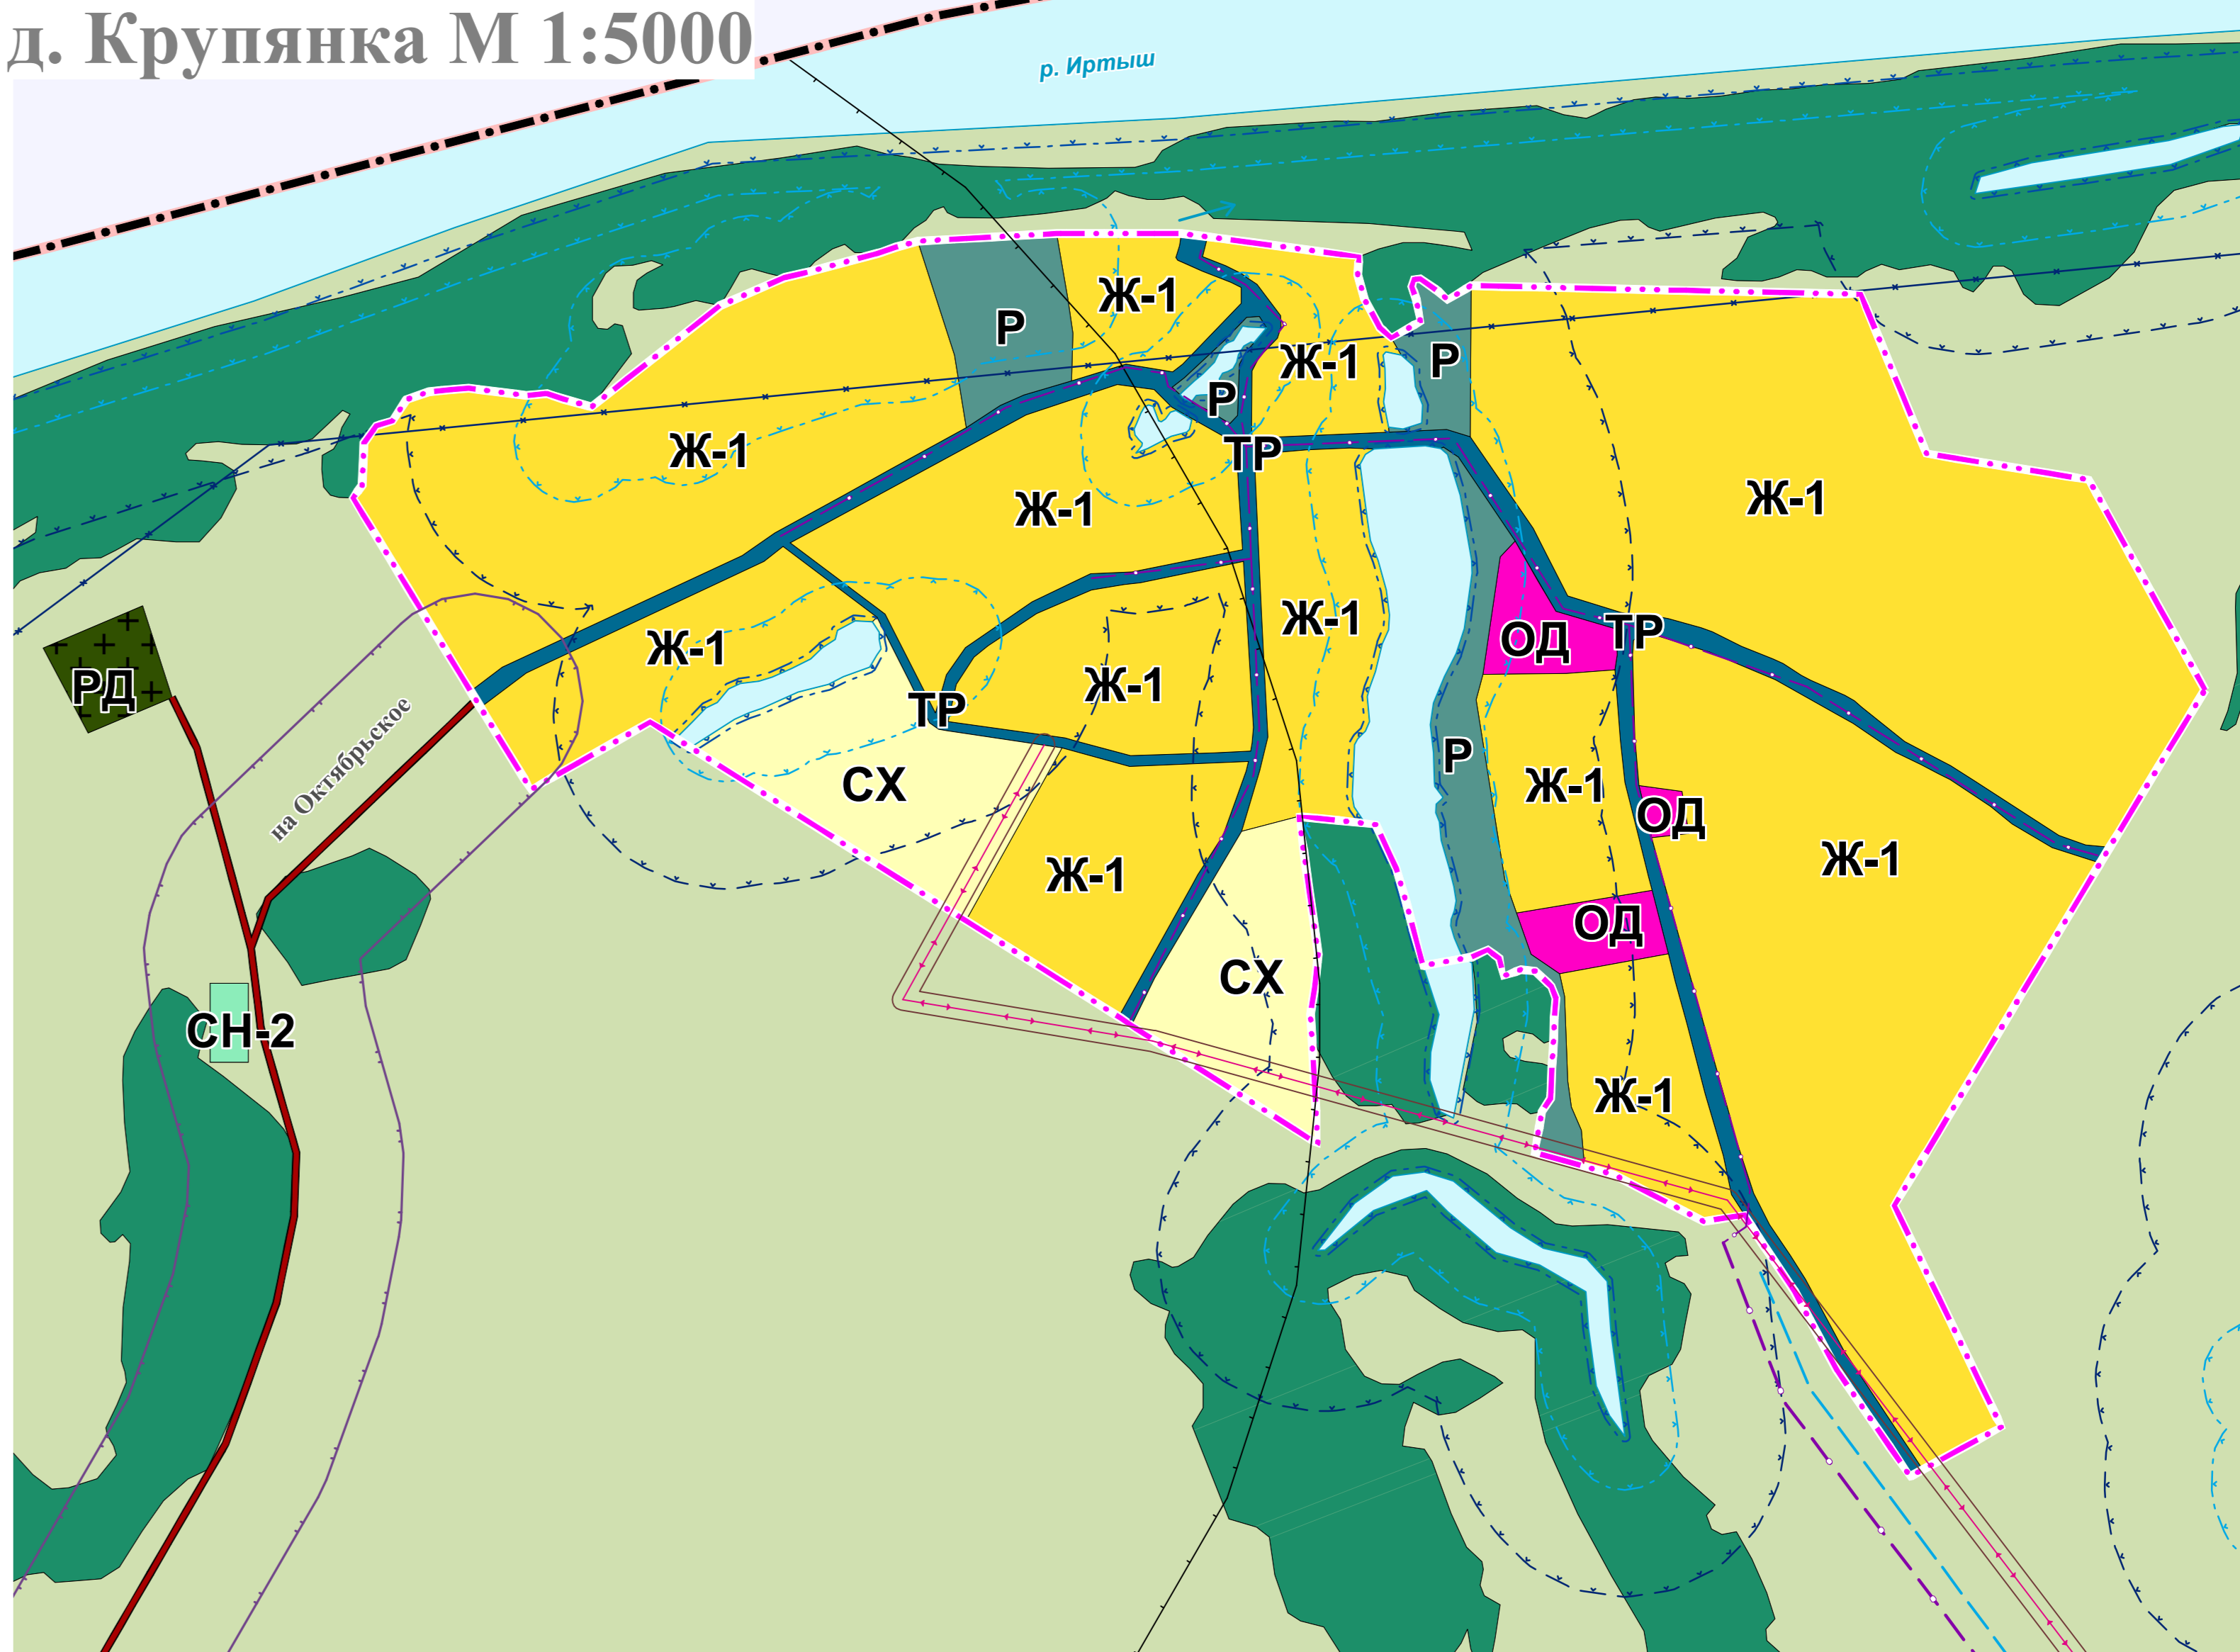 д. Крупянка М 1:5000
р. Иртыш
Ж-1
Р
Ж-1
Р
Р
Ж-1
ТР
Ж-1
Ж-1
Ж-1
ОД
ТР
Ж-1
РД
Ж-1
ТР
на Октябрьское
СХ
Р
Ж-1
ОД
Ж-1
Ж-1
ОД
СХ
СН-2
Ж-1